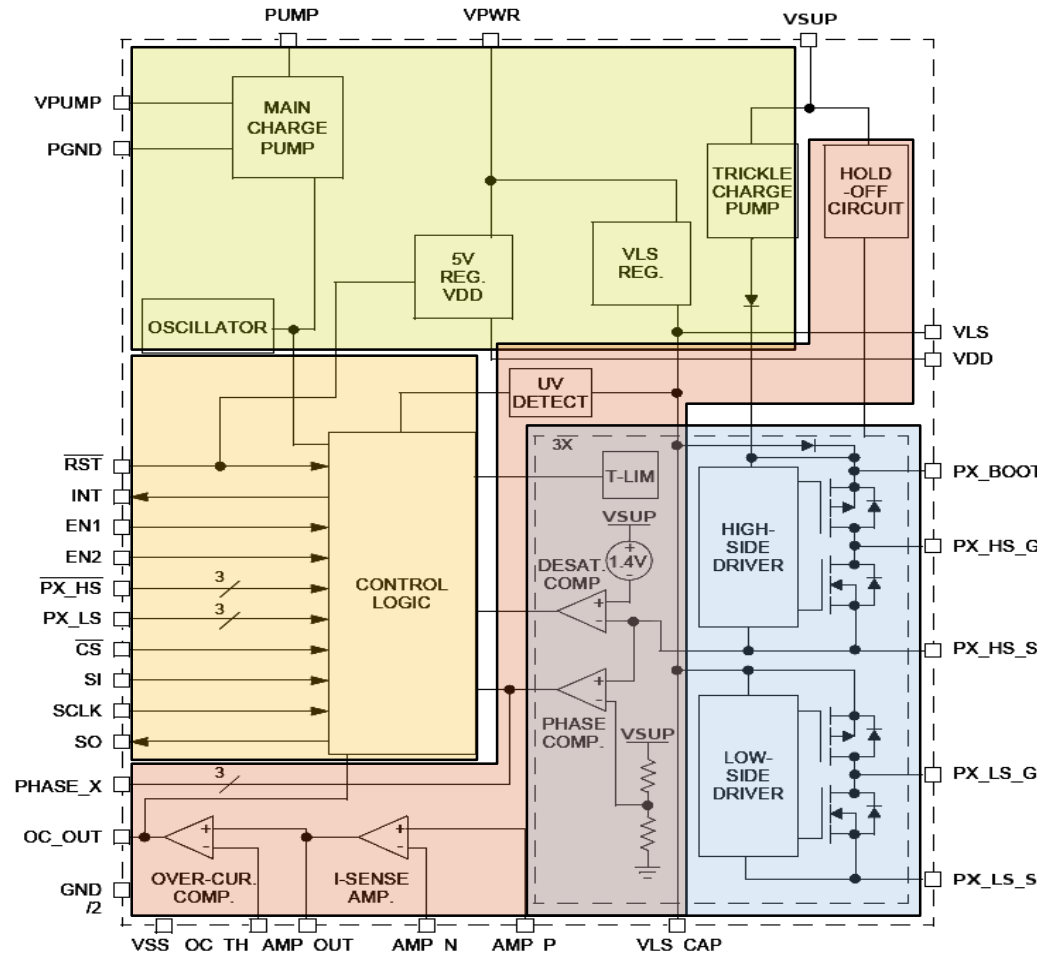 PUMP
VPWR
VSUP
VPUMP
PGND
MAIN
CHARGE
PUMP
TRICKLE
CHARGE
PUMP
HOLD
-OFF
CIRCUIT
5V
REG.
VDD
VLS
REG.
OSCILLATOR
VLS
VDD
UV
DETECT
3X
T-LIM
RST
INT
EN1
EN2
PX_HS
3
PX_LS
3
CS
SI
SCLK
SO
PHASE_X
3
OC_OUT
GND
/2
CONTROL
LOGIC
VSUP
+
1.4V
-
DESAT.
COMP
+
-
+
-
PHASE
COMP.
VSUP
HIGH-
SIDE
DRIVER
LOW-
SIDE
DRIVER
PX_BOOT
PX_HS_G
PX_HS_S
PX_LS_G
PX_LS_S
+
-
OVER-CUR.
COMP.
+
-
I-SENSE
AMP.
VSS
OC_TH
AMP_OUT
AMP_N
AMP_P
VLS_CAP